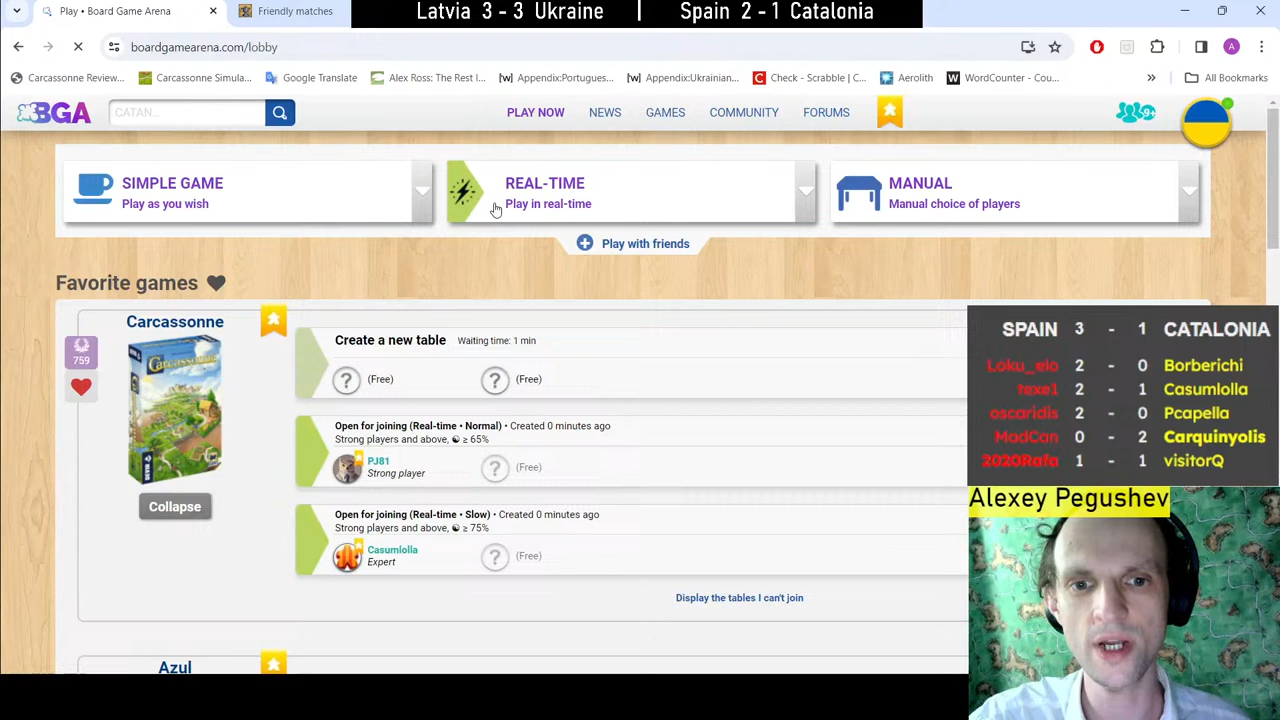 Latvia 3 - 3 Ukraine | Spain 2 - 1 Catalonia
Play • Board Game Arena
Friendly matches
boardgamearena.com/lobby
A
Carcassonne Review...
Carcassonne Simula...
Google Translate
Alex Ross: The Rest I...
[w] Appendix:Portugues...
[w] Appendix:Ukrainian...
Check - Scrabble | C...
Aerolith
W WordCounter - Cou...
All Bookmarks
BGA
CATAN...
PLAY NOW
NEWS
GAMES
COMMUNITY
FORUMS
9+
SIMPLE GAME
Play as you wish
REAL-TIME
Play in real-time
MANUAL
Manual choice of players
Play with friends
Favorite games
Carcassonne
759
Carcassonne
Collapse
Create a new table Waiting time: 1 min
? (Free) ? (Free)
Open for joining (Real-time • Normal) • Created 0 minutes ago
Strong players and above, ≥ 65%
PJ81
Strong player
? (Free)
Open for joining (Real-time • Slow) • Created 0 minutes ago
Strong players and above, ≥ 75%
Casumlolla
Expert
? (Free)
Display the tables I can't join
Azul
SPAIN 3 - 1 CATALONIA
Loku_elo 2 - 0 Borberichi
texe1 2 - 1 Casumlolla
oscaridis 2 - 0 Pcapella
MadCan 0 - 2 Carquinyolis
2020Rafa 1 - 1 visitorQ
Alexey Pegushev